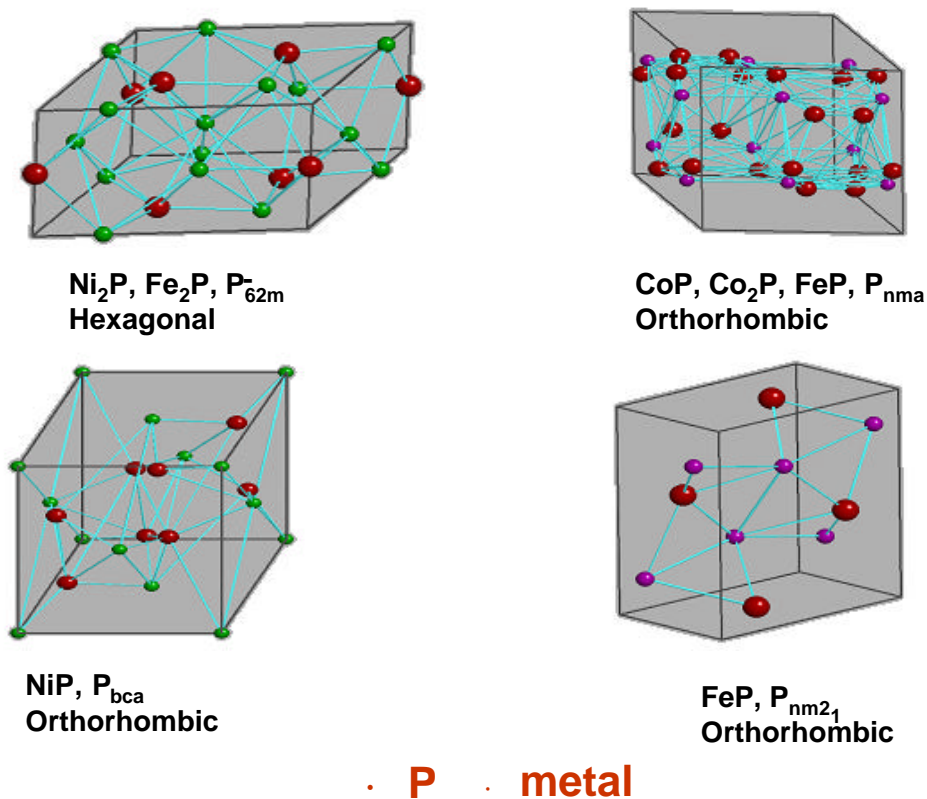 Ni₂P, Fe₂P, P-62m
Hexagonal
CoP, Co₂P, FeP, Pnma
Orthorhombic
NiP, Pbca
Orthorhombic
FeP, Pnm2₁
Orthorhombic
· P · metal